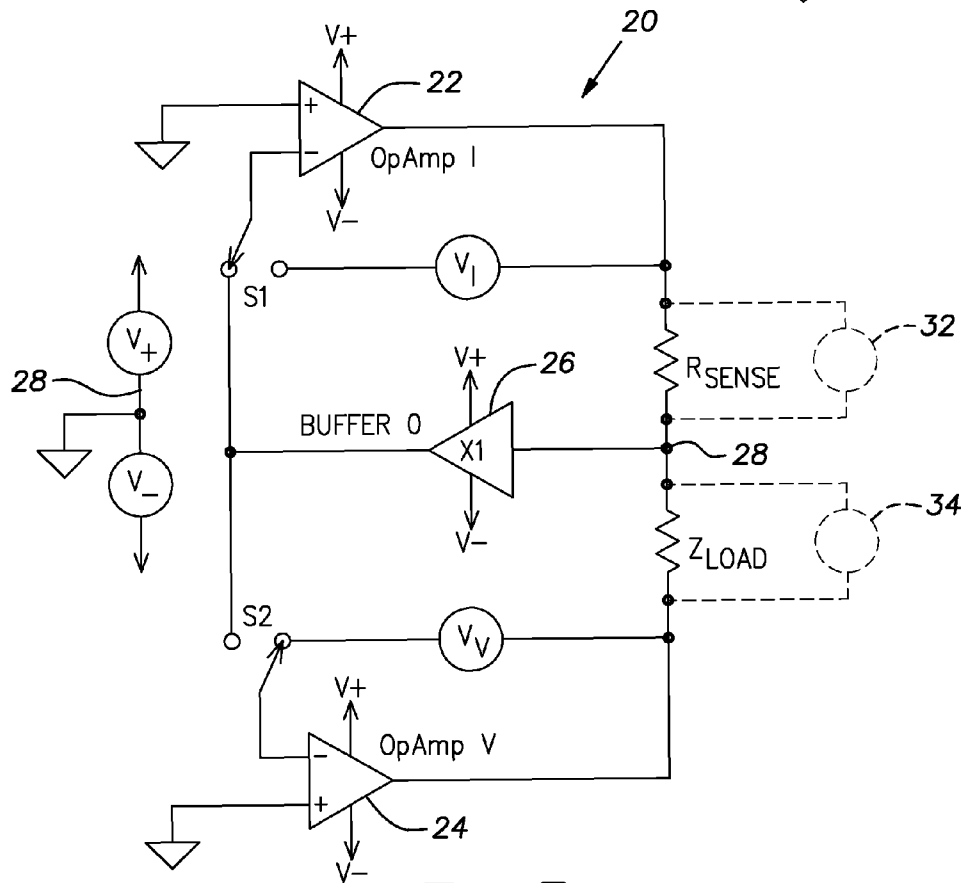 20
V+
22
+
-
OpAmp I
V-
V_I
S1
V_+
28
32
R_SENSE
V+
26
BUFFER 0
X1
28
V_-
V-
34
Z_LOAD
S2
V_V
V+
OpAmp V
-
+
24
V-